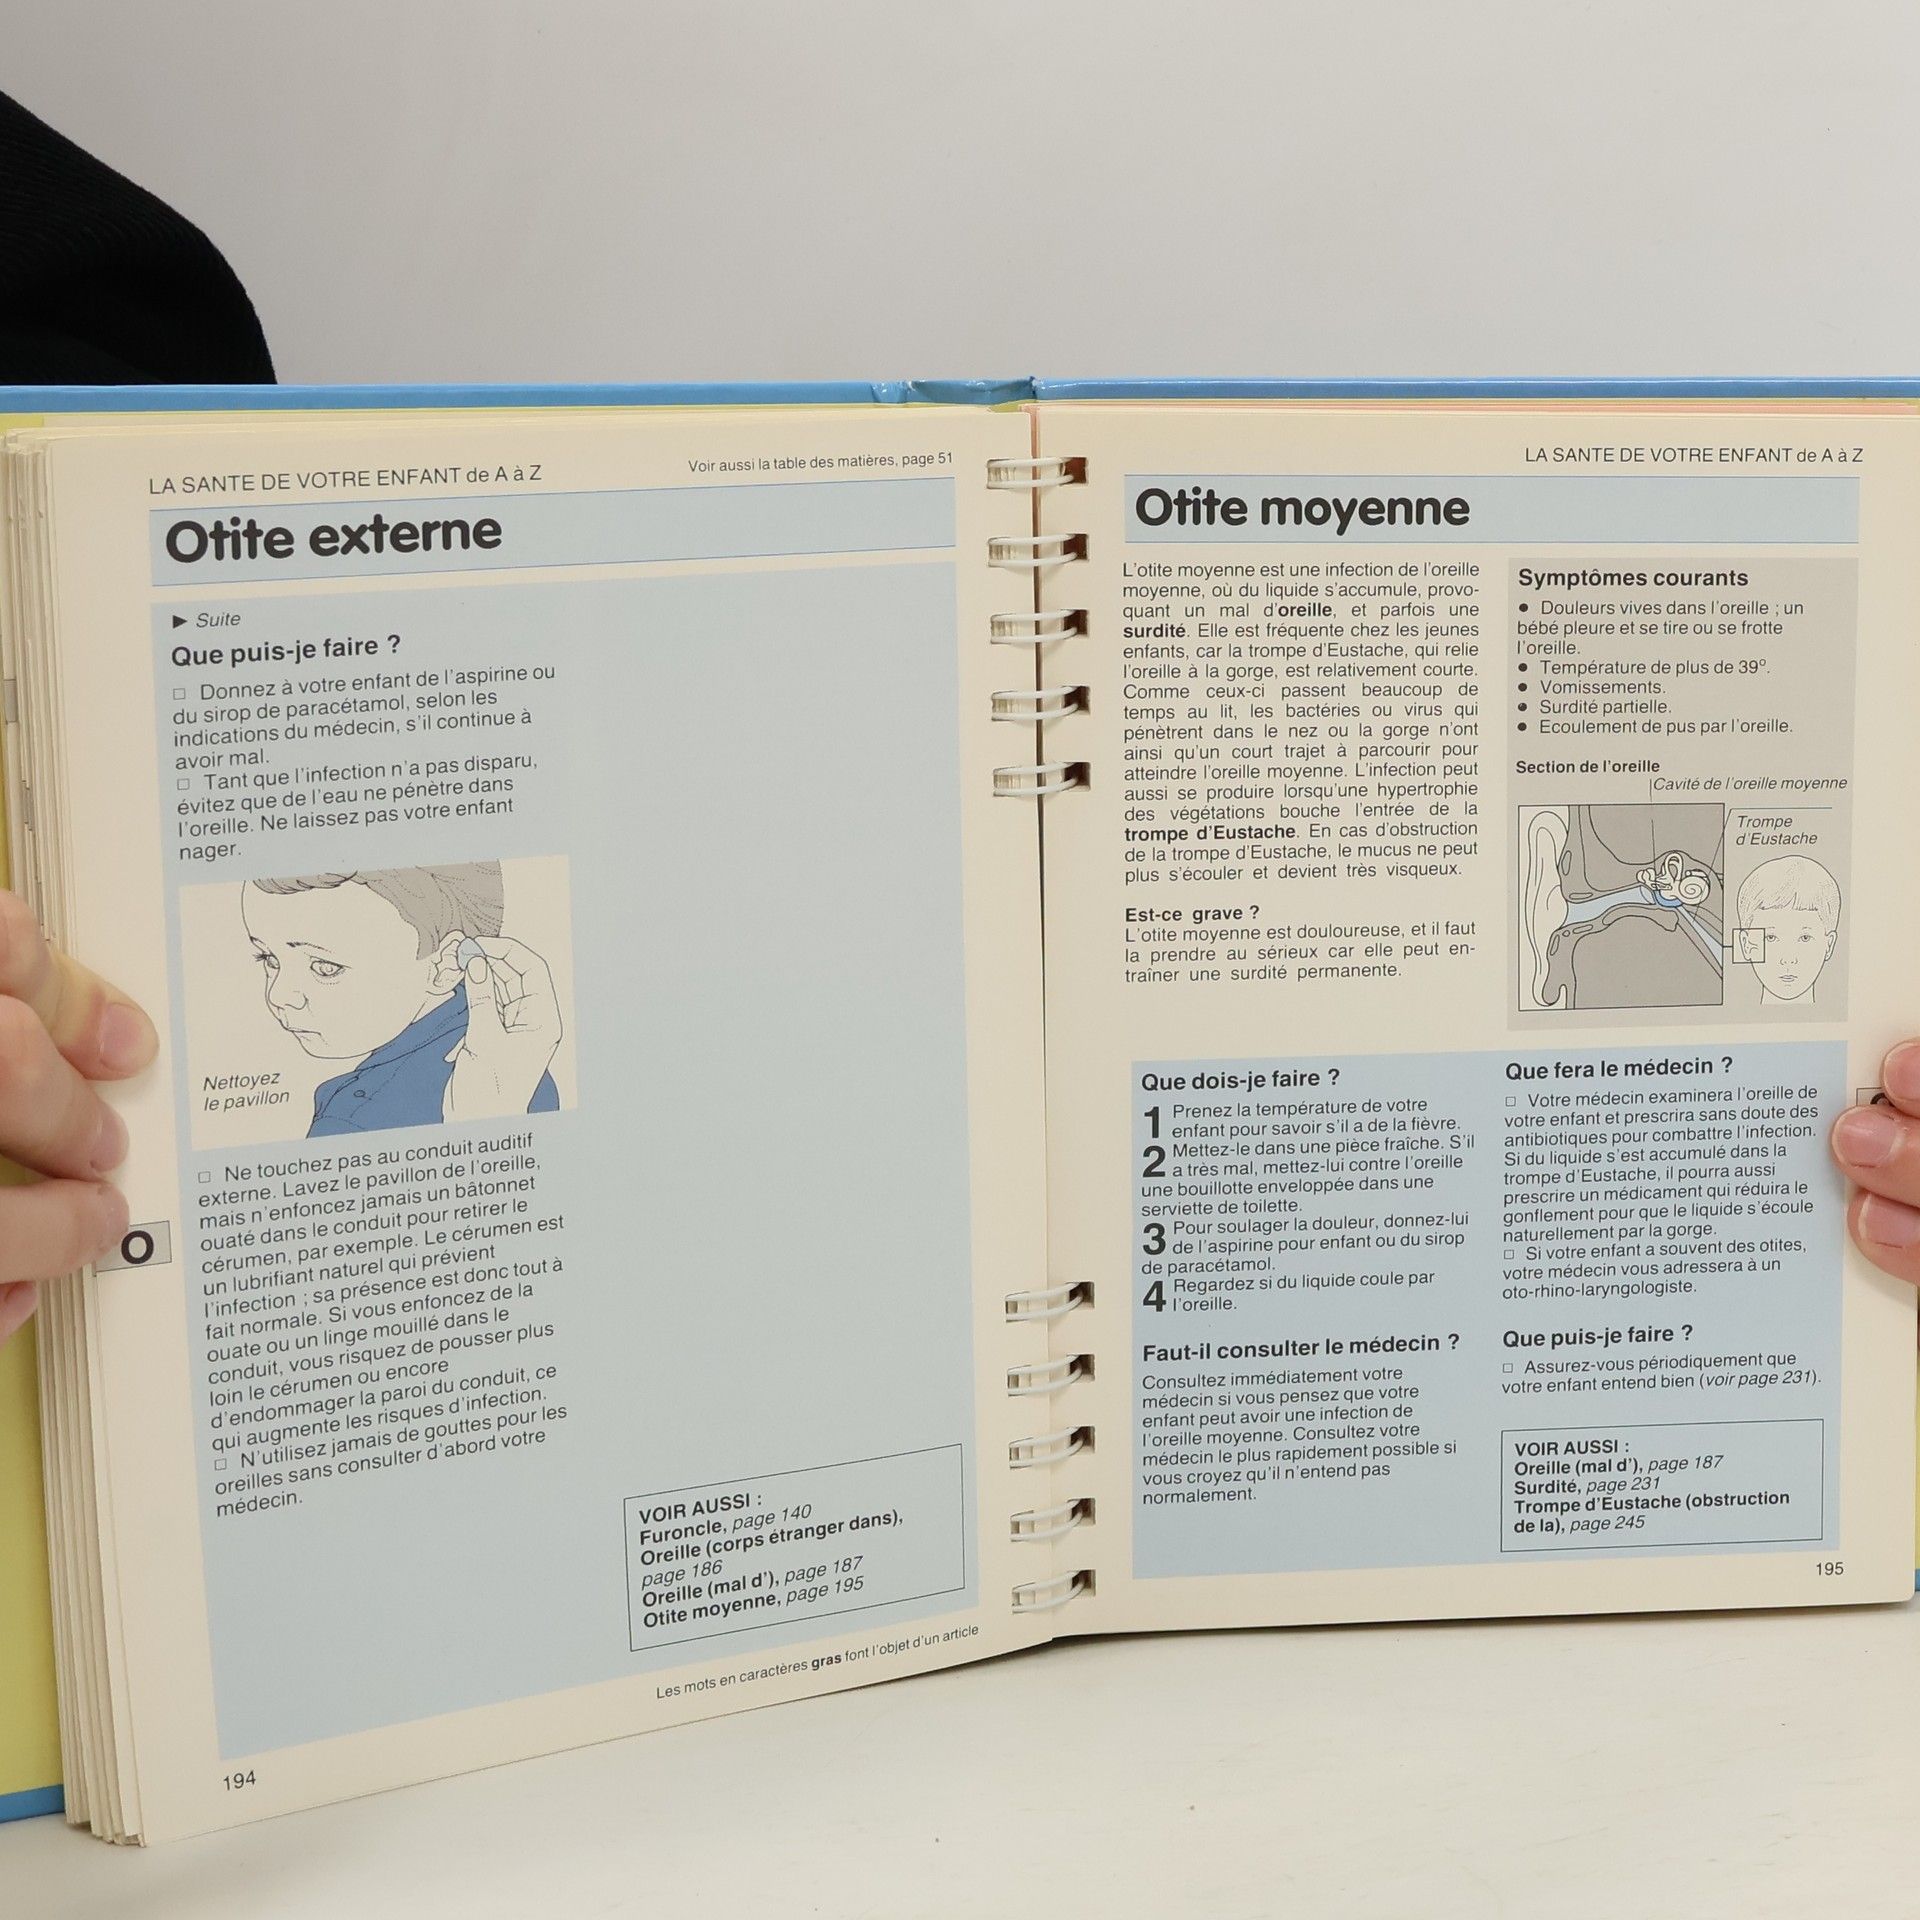 LA SANTE DE VOTRE ENFANT de A à Z
Voir aussi la table des matières, page 51
Otite externe
► Suite
Que puis-je faire ?
□ Donnez à votre enfant de l'aspirine ou
du sirop de paracétamol, selon les
indications du médecin, s'il continue à
avoir mal.
□ Tant que l'infection n'a pas disparu,
évitez que de l'eau ne pénètre dans
l'oreille. Ne laissez pas votre enfant
nager.
Nettoyez
le pavillon
□ Ne touchez pas au conduit auditif
externe. Lavez le pavillon de l'oreille,
mais n'enfoncez jamais un bâtonnet
ouaté dans le conduit pour retirer le
cérumen, par exemple. Le cérumen est
un lubrifiant naturel qui prévient
l'infection ; sa présence est donc tout à
fait normale. Si vous enfoncez de la
ouate ou un linge mouillé dans le
conduit, vous risquez de pousser plus
loin le cérumen ou encore
d'endommager la paroi du conduit, ce
qui augmente les risques d'infection.
□ N'utilisez jamais de gouttes pour les
oreilles sans consulter d'abord votre
médecin.
VOIR AUSSI :
Furoncle, page 140
Oreille (corps étranger dans),
page 186
Oreille (mal d'), page 187
Otite moyenne, page 195
Les mots en caractères gras font l'objet d'un article
O
194
LA SANTE DE VOTRE ENFANT de A à Z
Otite moyenne
L'otite moyenne est une infection de l'oreille
moyenne, où du liquide s'accumule, provo-
quant un mal d'oreille, et parfois une
surdité. Elle est fréquente chez les jeunes
enfants, car la trompe d'Eustache, qui relie
l'oreille à la gorge, est relativement courte.
Comme ceux-ci passent beaucoup de
temps au lit, les bactéries ou virus qui
pénètrent dans le nez ou la gorge n'ont
ainsi qu'un court trajet à parcourir pour
atteindre l'oreille moyenne. L'infection peut
aussi se produire lorsqu'une hypertrophie
des végétations bouche l'entrée de la
trompe d'Eustache. En cas d'obstruction
de la trompe d'Eustache, le mucus ne peut
plus s'écouler et devient très visqueux.
Est-ce grave ?
L'otite moyenne est douloureuse, et il faut
la prendre au sérieux car elle peut en-
traîner une surdité permanente.
Symptômes courants
● Douleurs vives dans l'oreille ; un
bébé pleure et se tire ou se frotte
l'oreille.
● Température de plus de 39º.
● Vomissements.
● Surdité partielle.
● Ecoulement de pus par l'oreille.
Section de l'oreille
Cavité de l'oreille moyenne
Trompe
d'Eustache
Que dois-je faire ?
1 Prenez la température de votre
enfant pour savoir s'il a de la fièvre.
2 Mettez-le dans une pièce fraîche. S'il
a très mal, mettez-lui contre l'oreille
une bouillotte enveloppée dans une
serviette de toilette.
3 Pour soulager la douleur, donnez-lui
de l'aspirine pour enfant ou du sirop
de paracétamol.
4 Regardez si du liquide coule par
l'oreille.
Faut-il consulter le médecin ?
Consultez immédiatement votre
médecin si vous pensez que votre
enfant peut avoir une infection de
l'oreille moyenne. Consultez votre
médecin le plus rapidement possible si
vous croyez qu'il n'entend pas
normalement.
Que fera le médecin ?
□ Votre médecin examinera l'oreille de
votre enfant et prescrira sans doute des
antibiotiques pour combattre l'infection.
Si du liquide s'est accumulé dans la
trompe d'Eustache, il pourra aussi
prescrire un médicament qui réduira le
gonflement pour que le liquide s'écoule
naturellement par la gorge.
□ Si votre enfant a souvent des otites,
votre médecin vous adressera à un
oto-rhino-laryngologiste.
Que puis-je faire ?
□ Assurez-vous périodiquement que
votre enfant entend bien (voir page 231).
VOIR AUSSI :
Oreille (mal d'), page 187
Surdité, page 231
Trompe d'Eustache (obstruction
de la), page 245
195